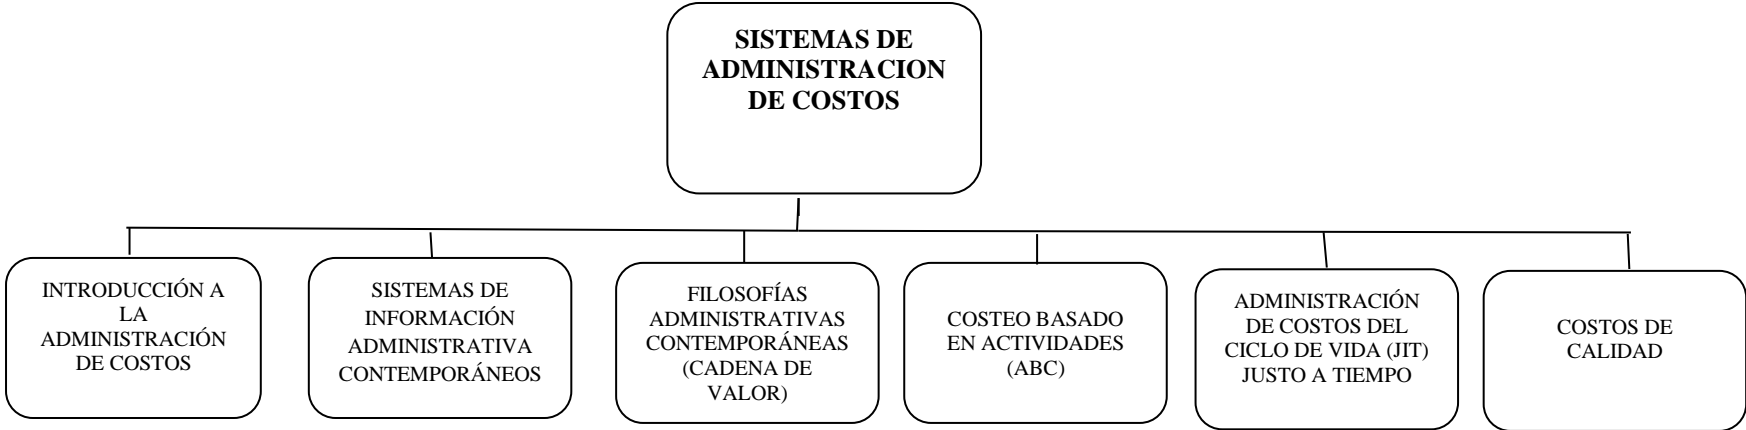 SISTEMAS DE
ADMINISTRACION
DE COSTOS
INTRODUCCIÓN A
LA
ADMINISTRACIÓN
DE COSTOS
SISTEMAS DE
INFORMACIÓN
ADMINISTRATIVA
CONTEMPORÁNEOS
FILOSOFÍAS
ADMINISTRATIVAS
CONTEMPORÁNEAS
(CADENA DE
VALOR)
COSTEO BASADO
EN ACTIVIDADES
(ABC)
ADMINISTRACIÓN
DE COSTOS DEL
CICLO DE VIDA (JIT)
JUSTO A TIEMPO
COSTOS DE
CALIDAD